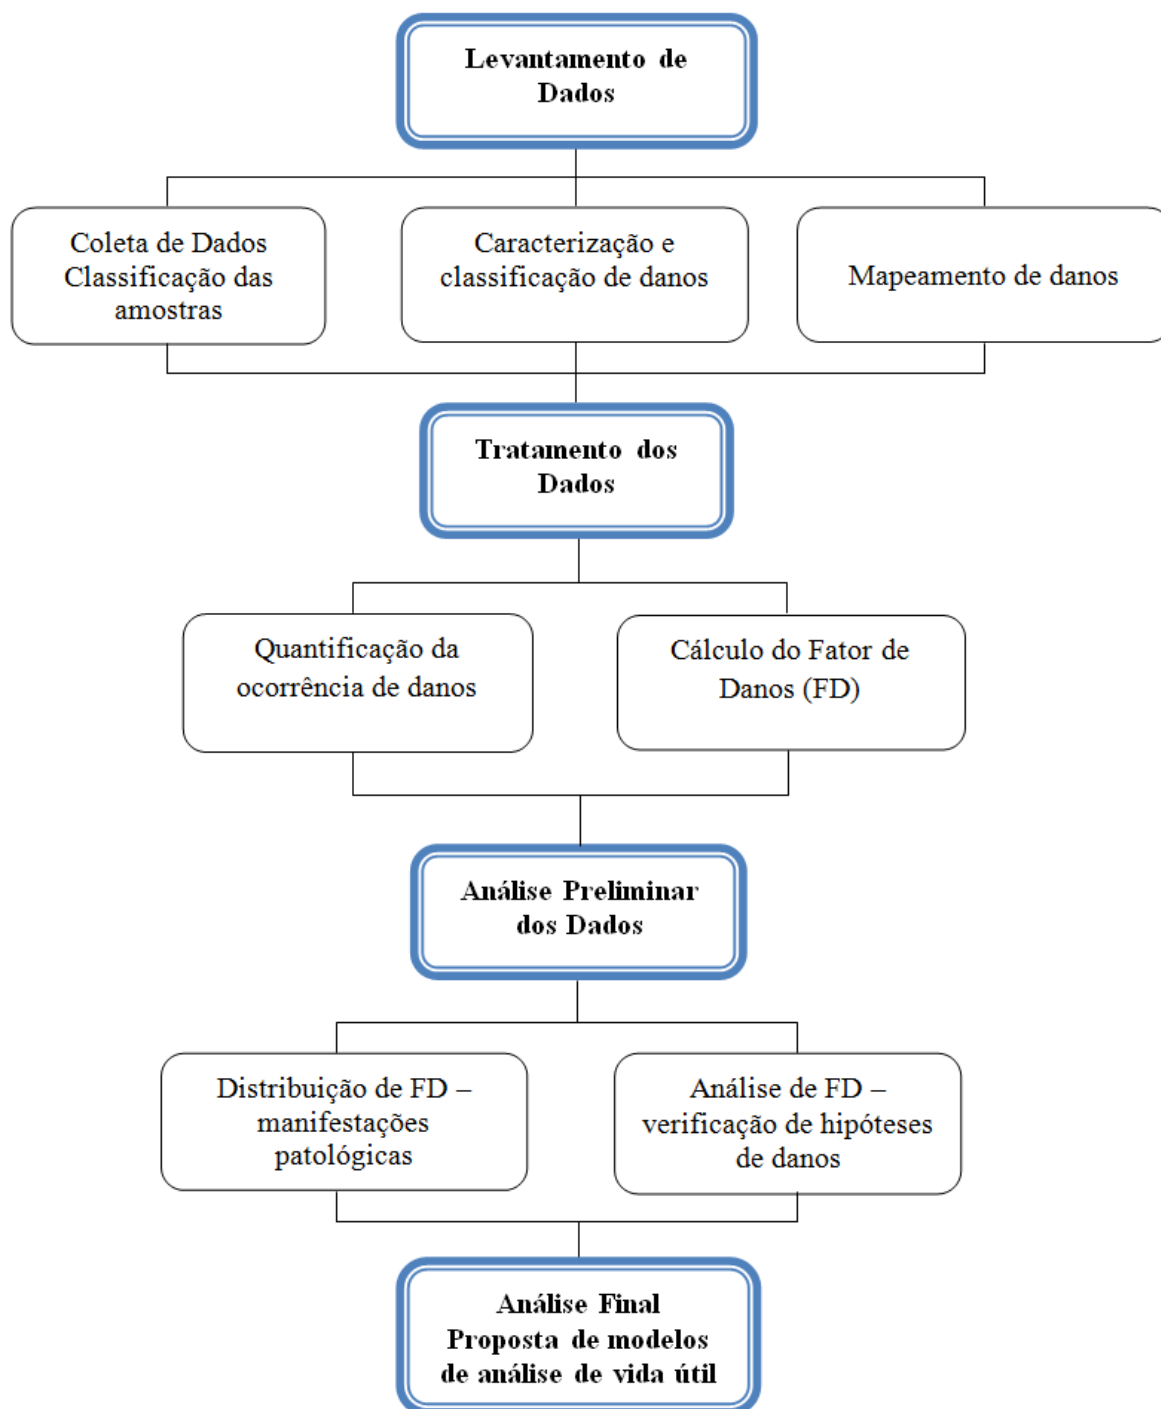 Levantamento de
Dados
Coleta de Dados
Classificação das
amostras
Caracterização e
classificação de danos
Mapeamento de danos
Tratamento dos
Dados
Quantificação da
ocorrência de danos
Cálculo do Fator de
Danos (FD)
Análise Preliminar
dos Dados
Distribuição de FD –
manifestações
patológicas
Análise de FD –
verificação de hipóteses
de danos
Análise Final
Proposta de modelos
de análise de vida útil